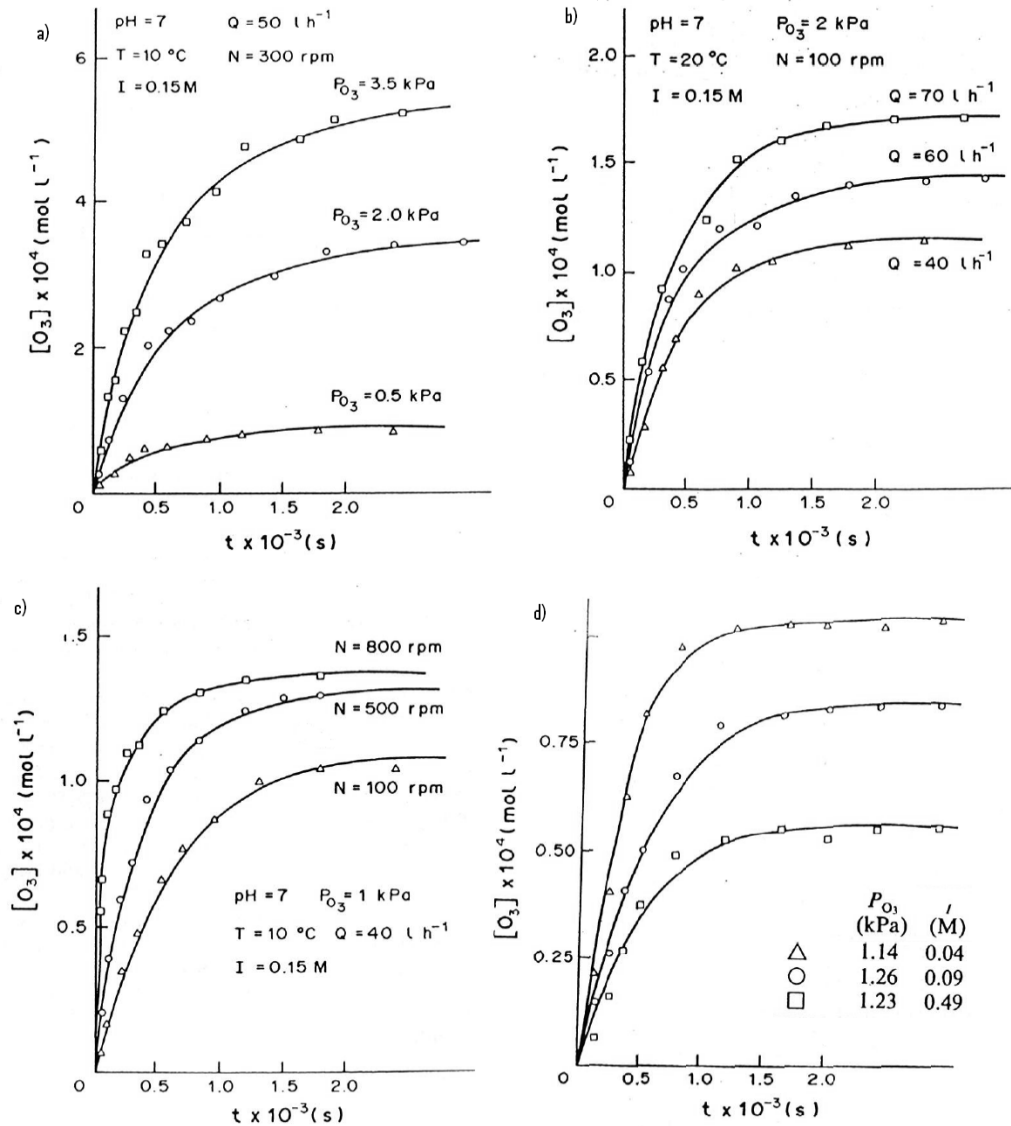 a)
pH = 7 Q = 50 l h⁻¹
T = 10 °C N = 300 rpm
I = 0.15 M
P_O3 = 3.5 kPa
P_O3 = 2.0 kPa
P_O3 = 0.5 kPa
6
4
2
0
0.5 1.0 1.5 2.0
[O₃] x 10⁴ (mol l⁻¹)
t x 10⁻³ (s)
b)
pH = 7 P_O3 = 2 kPa
T = 20°C N = 100 rpm
I = 0.15 M
Q = 70 l h⁻¹
Q = 60 l h⁻¹
Q = 40 l h⁻¹
2.0
1.5
1.0
0.5
0
0.5 1.0 1.5 2.0
[O₃] x 10⁴ (mol l⁻¹)
t x 10⁻³ (s)
c)
N = 800 rpm
N = 500 rpm
N = 100 rpm
pH = 7 P_O3 = 1 kPa
T = 10 °C Q = 40 l h⁻¹
I = 0.15 M
.5
1.0
0.5
0
0.5 1.0 1.5 2.0
[O₃] x 10⁴ (mol l⁻¹)
t x 10⁻³ (s)
d)
0.75
0.50
0.25
0
0.5 1.0 1.5 2.0
[O₃] x 10⁴ (mol l⁻¹)
t x 10⁻³ (s)
P_O3 I
(kPa) (M)
1.14 0.04
1.26 0.09
1.23 0.49